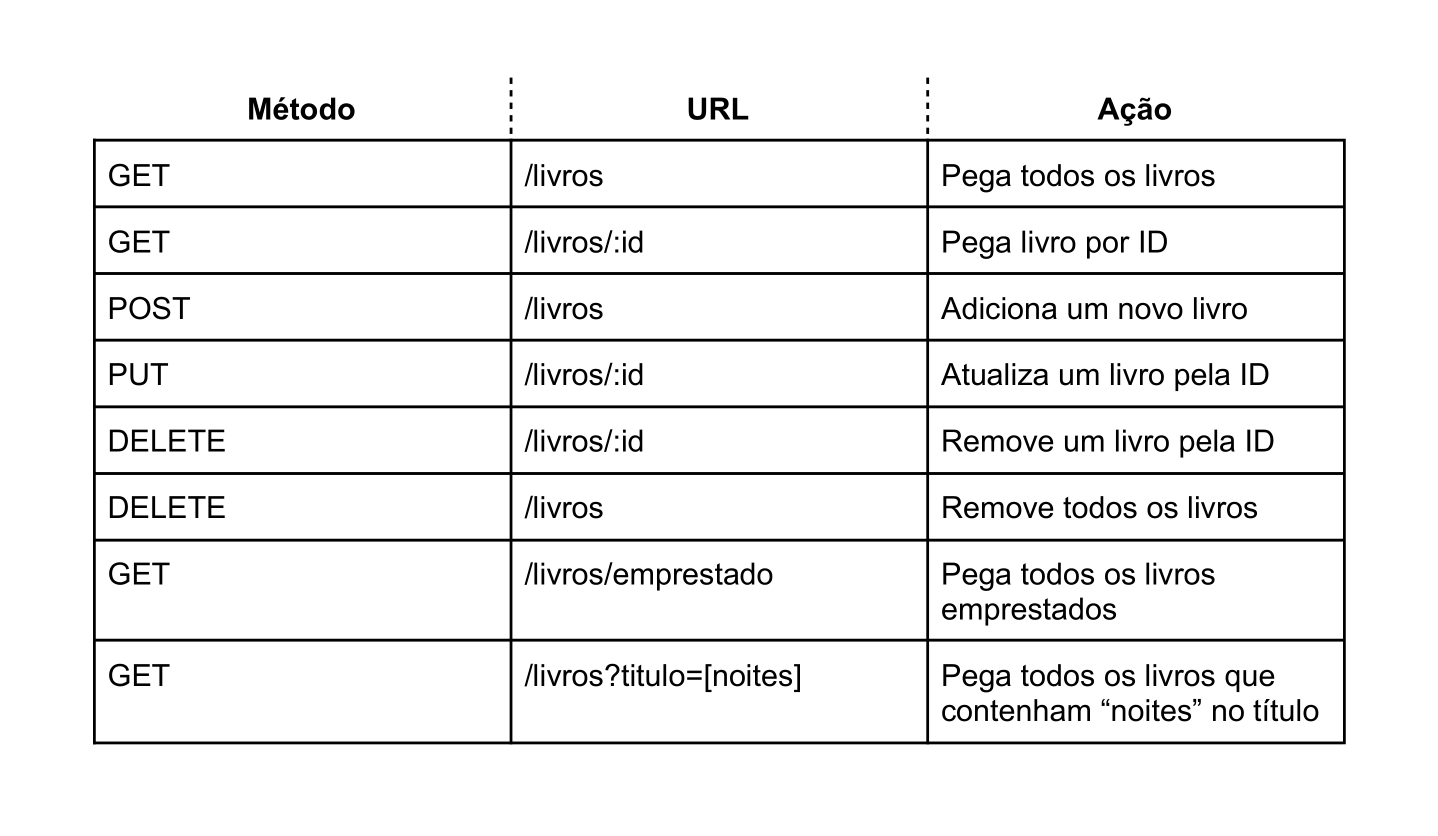 Método URL Ação
GET /livros Pega todos os livros
GET /livros/:id Pega livro por ID
POST /livros Adiciona um novo livro
PUT /livros/:id Atualiza um livro pela ID
DELETE /livros/:id Remove um livro pela ID
DELETE /livros Remove todos os livros
GET /livros/emprestado Pega todos os livros
emprestados
GET /livros?titulo=[noites] Pega todos os livros que
contenham “noites” no título